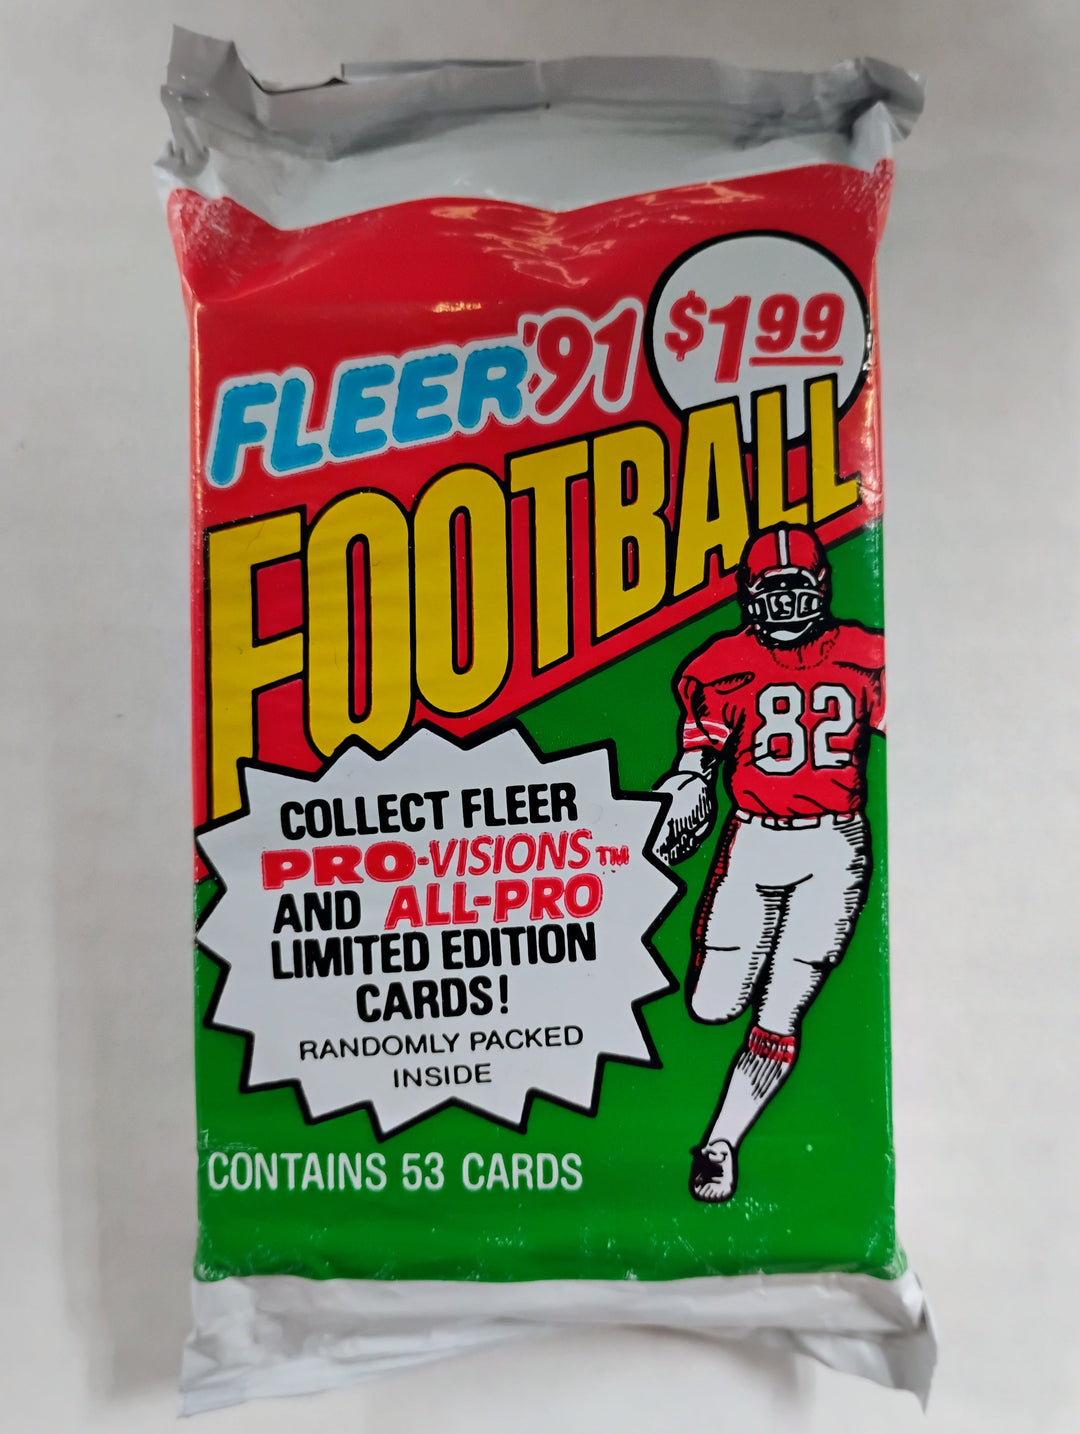 FLEER '91
$1.99
FOOTBALL
82
COLLECT FLEER
PRO-VISIONS™
AND ALL-PRO
LIMITED EDITION
CARDS!
RANDOMLY PACKED
INSIDE
CONTAINS 53 CARDS